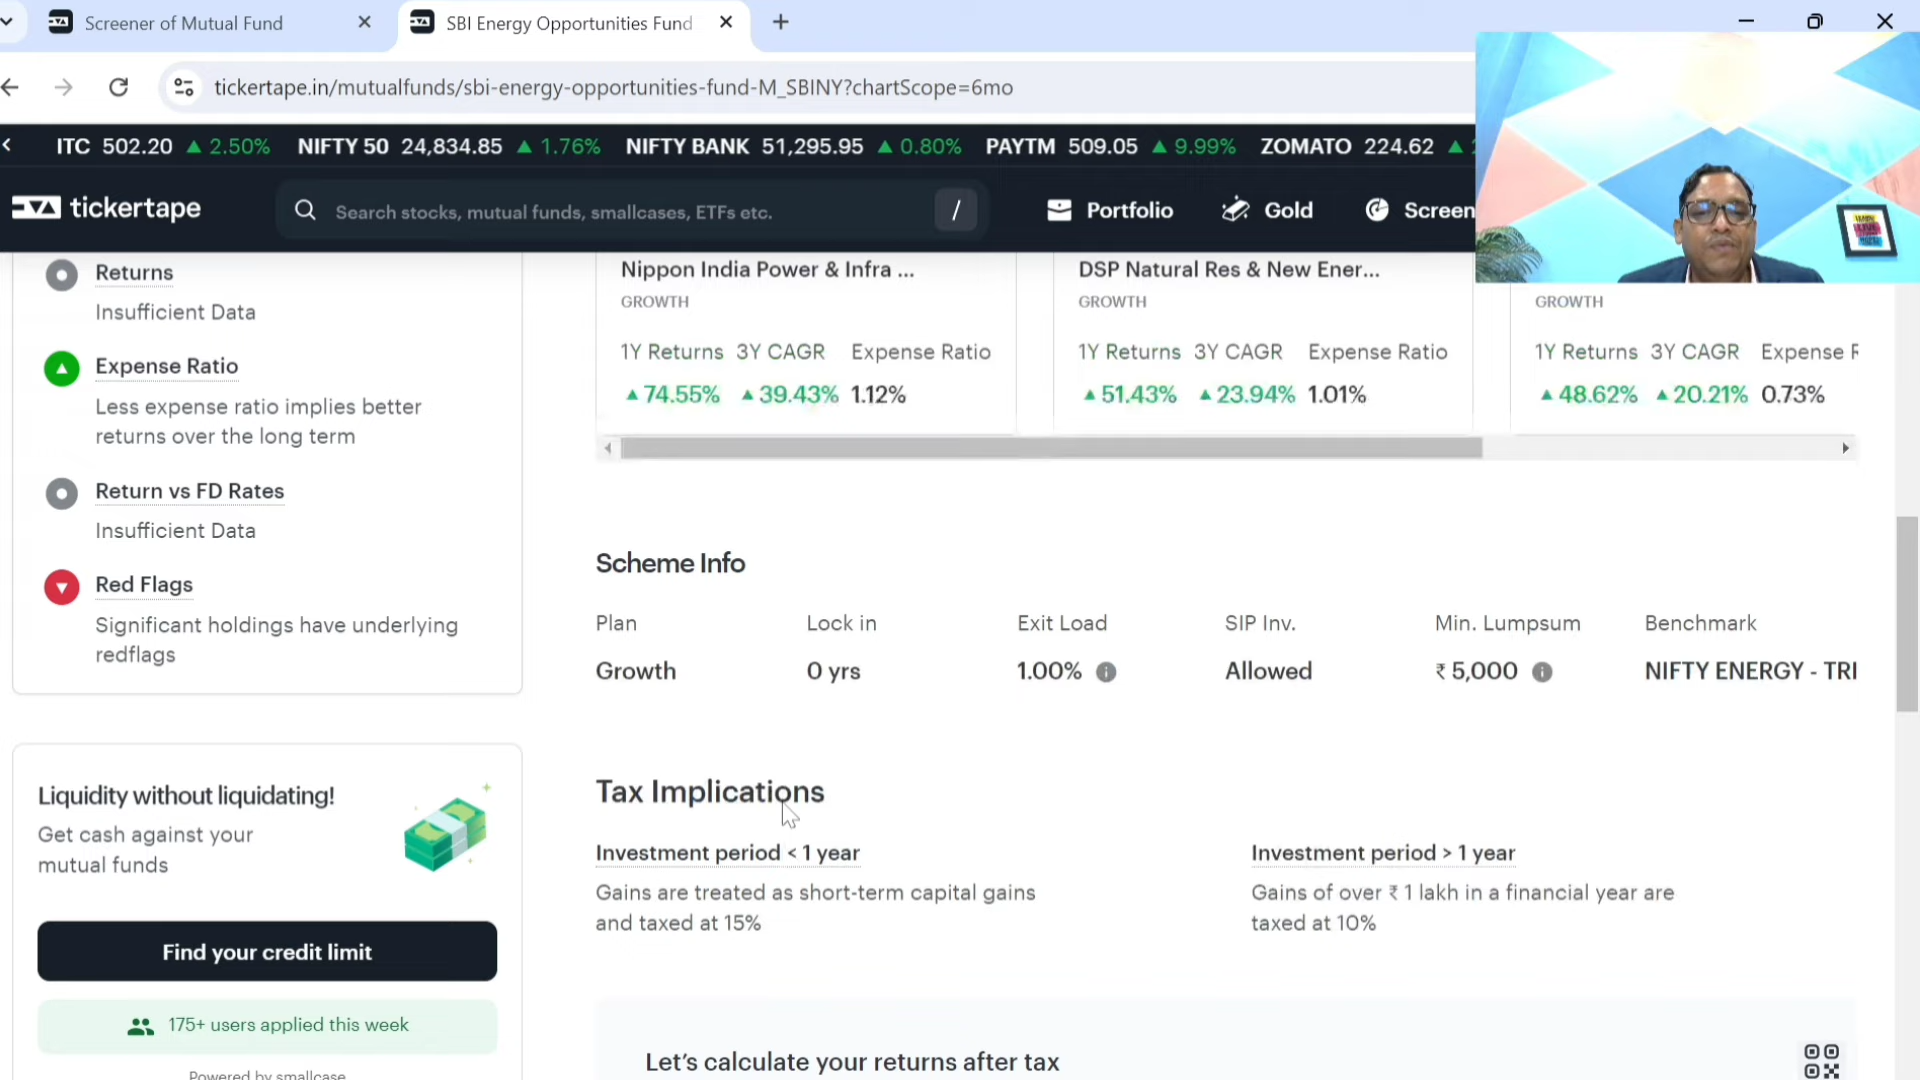 Screener of Mutual Fund
SBI Energy Opportunities Fund
tickertape.in/mutualfunds/sbi-energy-opportunities-fund-M_SBINY?chartScope=6mo
ITC 502.20 ▲ 2.50% NIFTY 50 24,834.85 ▲ 1.76% NIFTY BANK 51,295.95 ▲ 0.80% PAYTM 509.05 ▲ 9.99% ZOMATO 224.62 ▲
tickertape
Search stocks, mutual funds, smallcases, ETFs etc. /
Portfolio Gold Screen
Returns
Insufficient Data
Expense Ratio
Less expense ratio implies better
returns over the long term
Return vs FD Rates
Insufficient Data
Red Flags
Significant holdings have underlying
redflags
Liquidity without liquidating!
Get cash against your
mutual funds
Find your credit limit
175+ users applied this week
Powered by smallcase
Nippon India Power & Infra ...
GROWTH
1Y Returns 3Y CAGR Expense Ratio
▲ 74.55% ▲ 39.43% 1.12%
DSP Natural Res & New Ener...
GROWTH
1Y Returns 3Y CAGR Expense Ratio
▲ 51.43% ▲ 23.94% 1.01%
GROWTH
1Y Returns 3Y CAGR Expense R
▲ 48.62% ▲ 20.21% 0.73%
Scheme Info
Plan Lock in Exit Load SIP Inv. Min. Lumpsum Benchmark
Growth 0 yrs 1.00% Allowed ₹ 5,000 NIFTY ENERGY - TRI
Tax Implications
Investment period < 1 year
Gains are treated as short-term capital gains
and taxed at 15%
Investment period > 1 year
Gains of over ₹ 1 lakh in a financial year are
taxed at 10%
Let's calculate your returns after tax